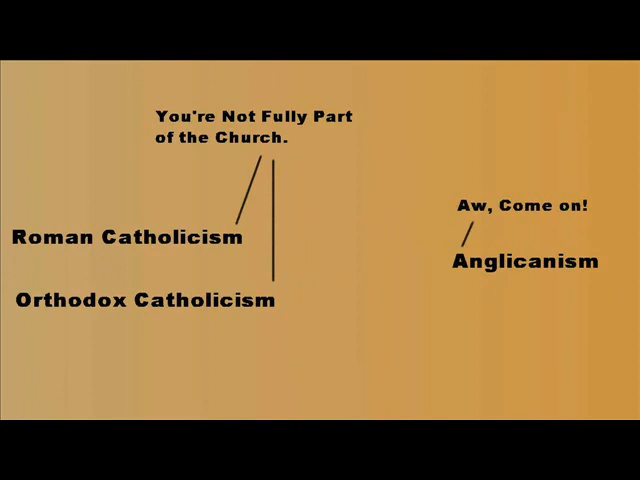 You're Not Fully Part
of the Church.
Aw, Come on!
Roman Catholicism
Anglicanism
Orthodox Catholicism